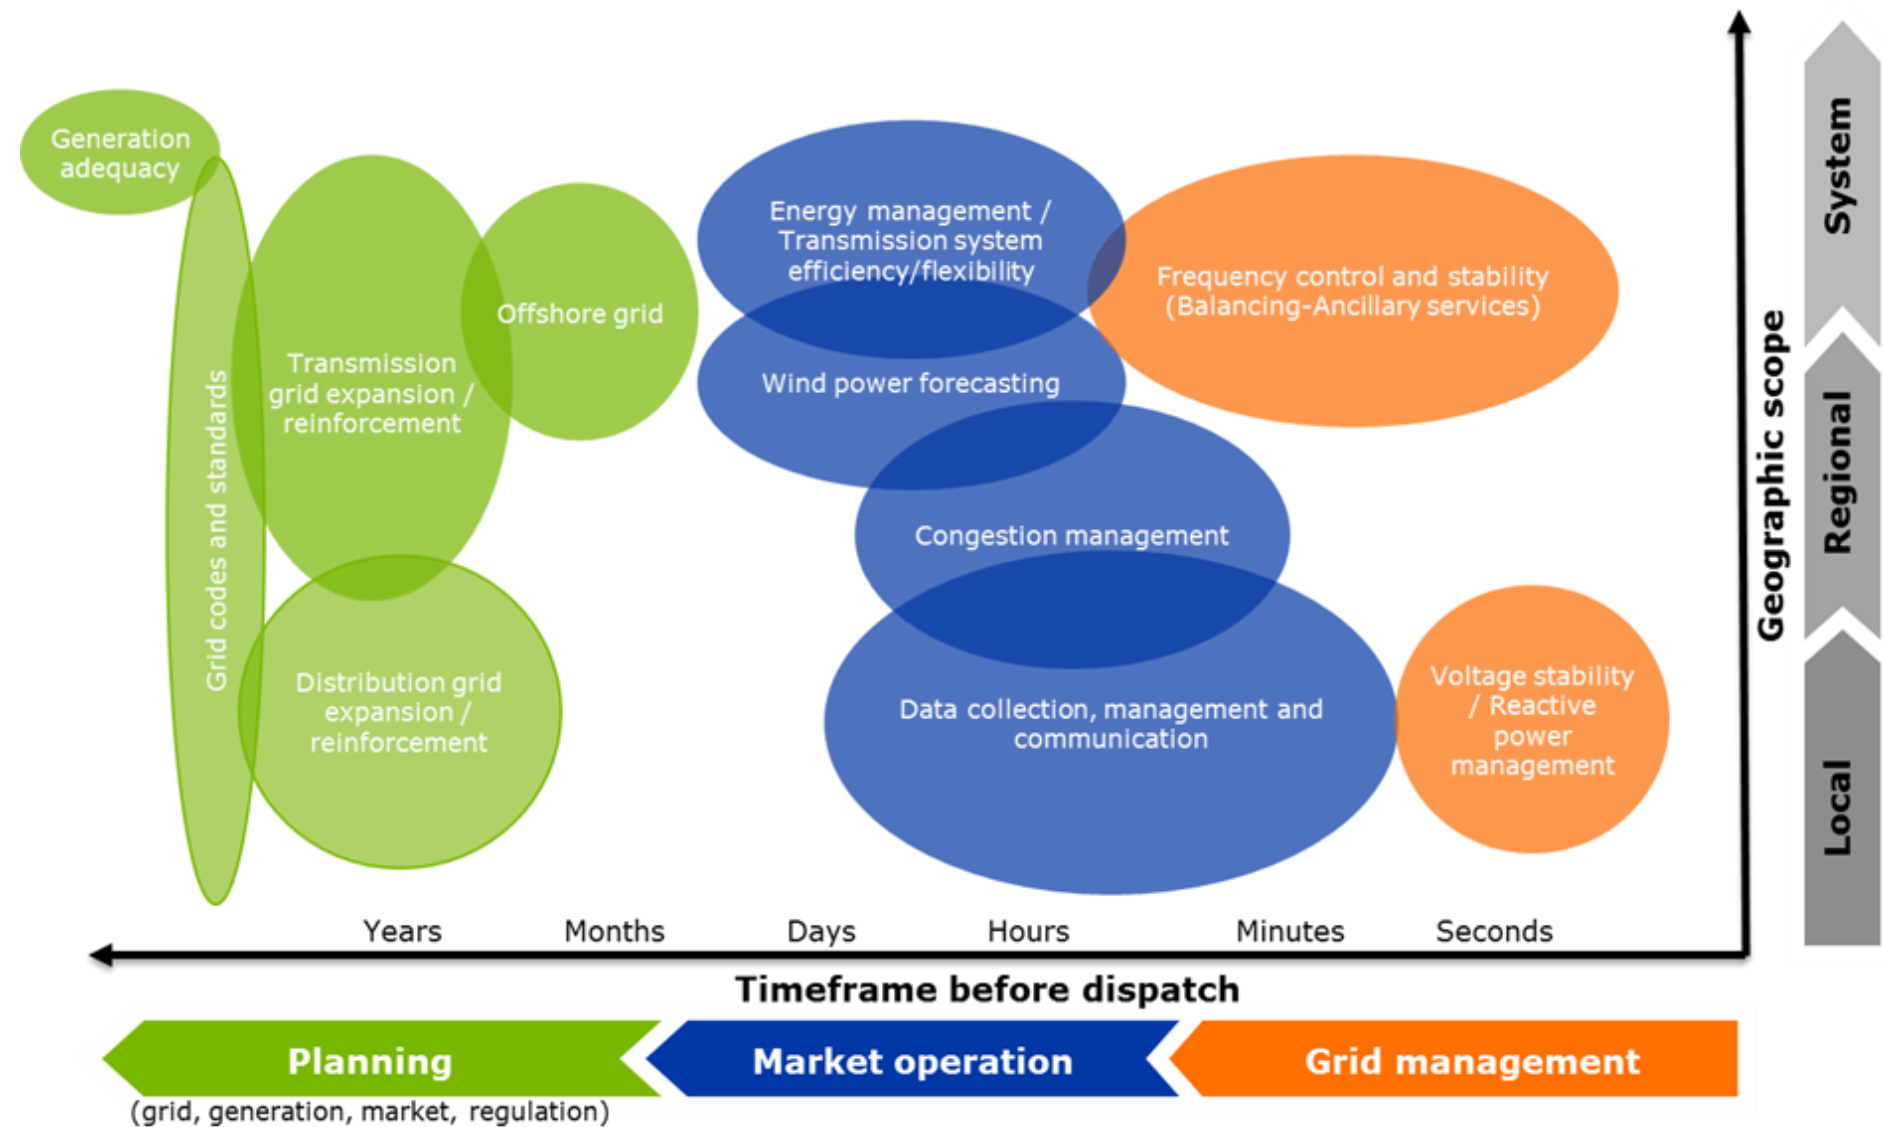 Generation
adequacy
Grid codes and standards
Transmission
grid expansion /
reinforcement
Offshore grid
Distribution grid
expansion /
reinforcement
Energy management /
Transmission system
efficiency/flexibility
Wind power forecasting
Congestion management
Data collection, management and
communication
Frequency control and stability
(Balancing-Ancillary services)
Voltage stability
/ Reactive
power
management
Geographic scope
System
Regional
Local
Years
Months
Days
Hours
Minutes
Seconds
Timeframe before dispatch
Planning
Market operation
Grid management
(grid, generation, market, regulation)